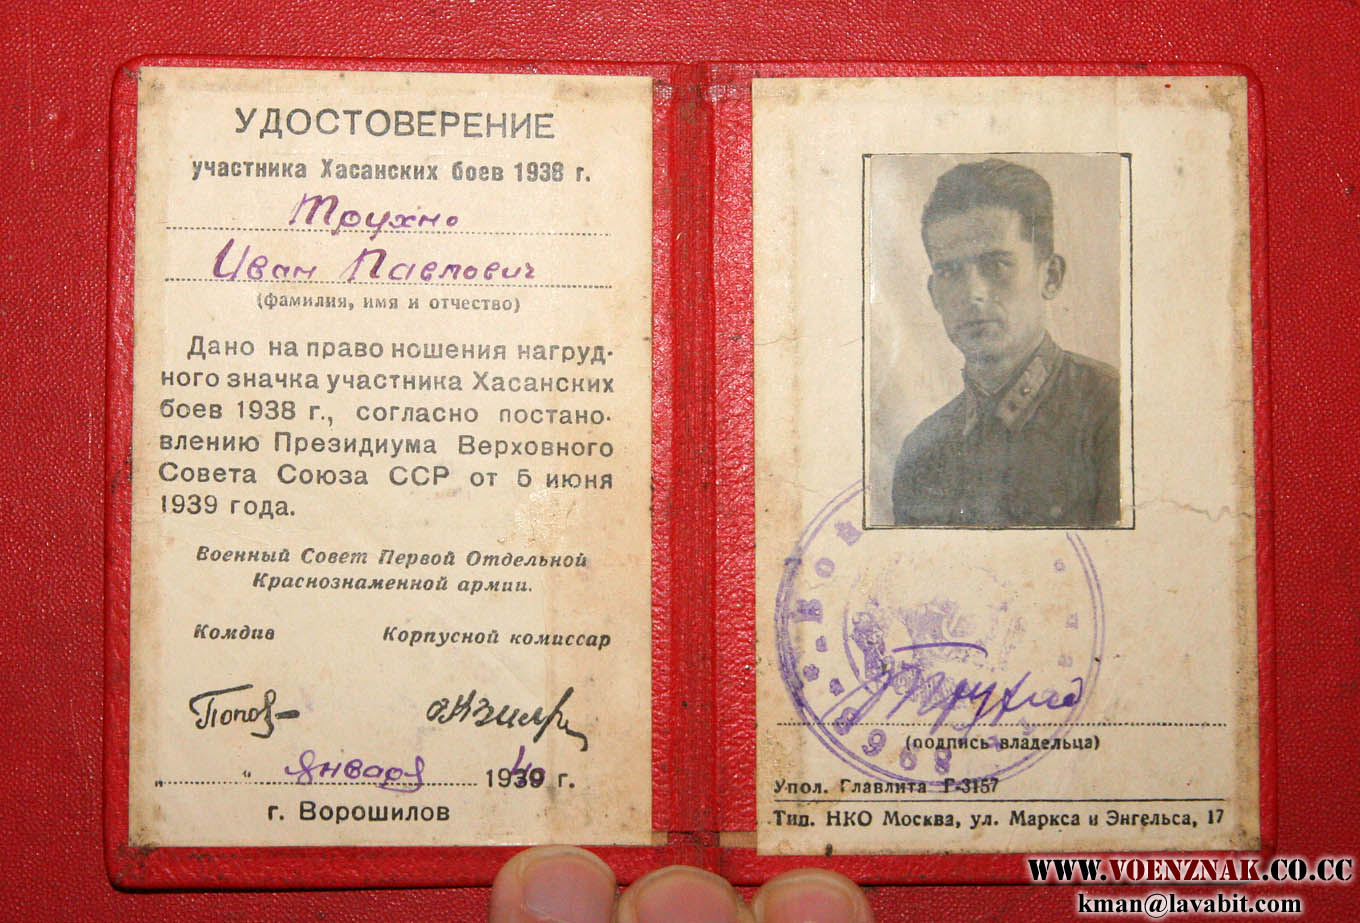 УДОСТОВЕРЕНИЕ
участника Хасанских боев 1938 г.
Трухно
Иван Павлович
(фамилия, имя и отчество)
Дано на право ношения нагруд-
ного значка участника Хасанских
боев 1938 г., согласно постано-
влению Президиума Верховного
Совета Союза ССР от 5 июня
1939 года.
Военный Совет Первой Отдельной
Краснознаменной армии.
Комдив Корпусной комиссар
Попов
„ “ января 1940 г.
г. Ворошилов
(подпись владельца)
Упол. Главлита Г-3157
Тип. НКО Москва, ул. Маркса и Энгельса, 17
WWW.VOENZNAK.CO.CC
kman@lavabit.com